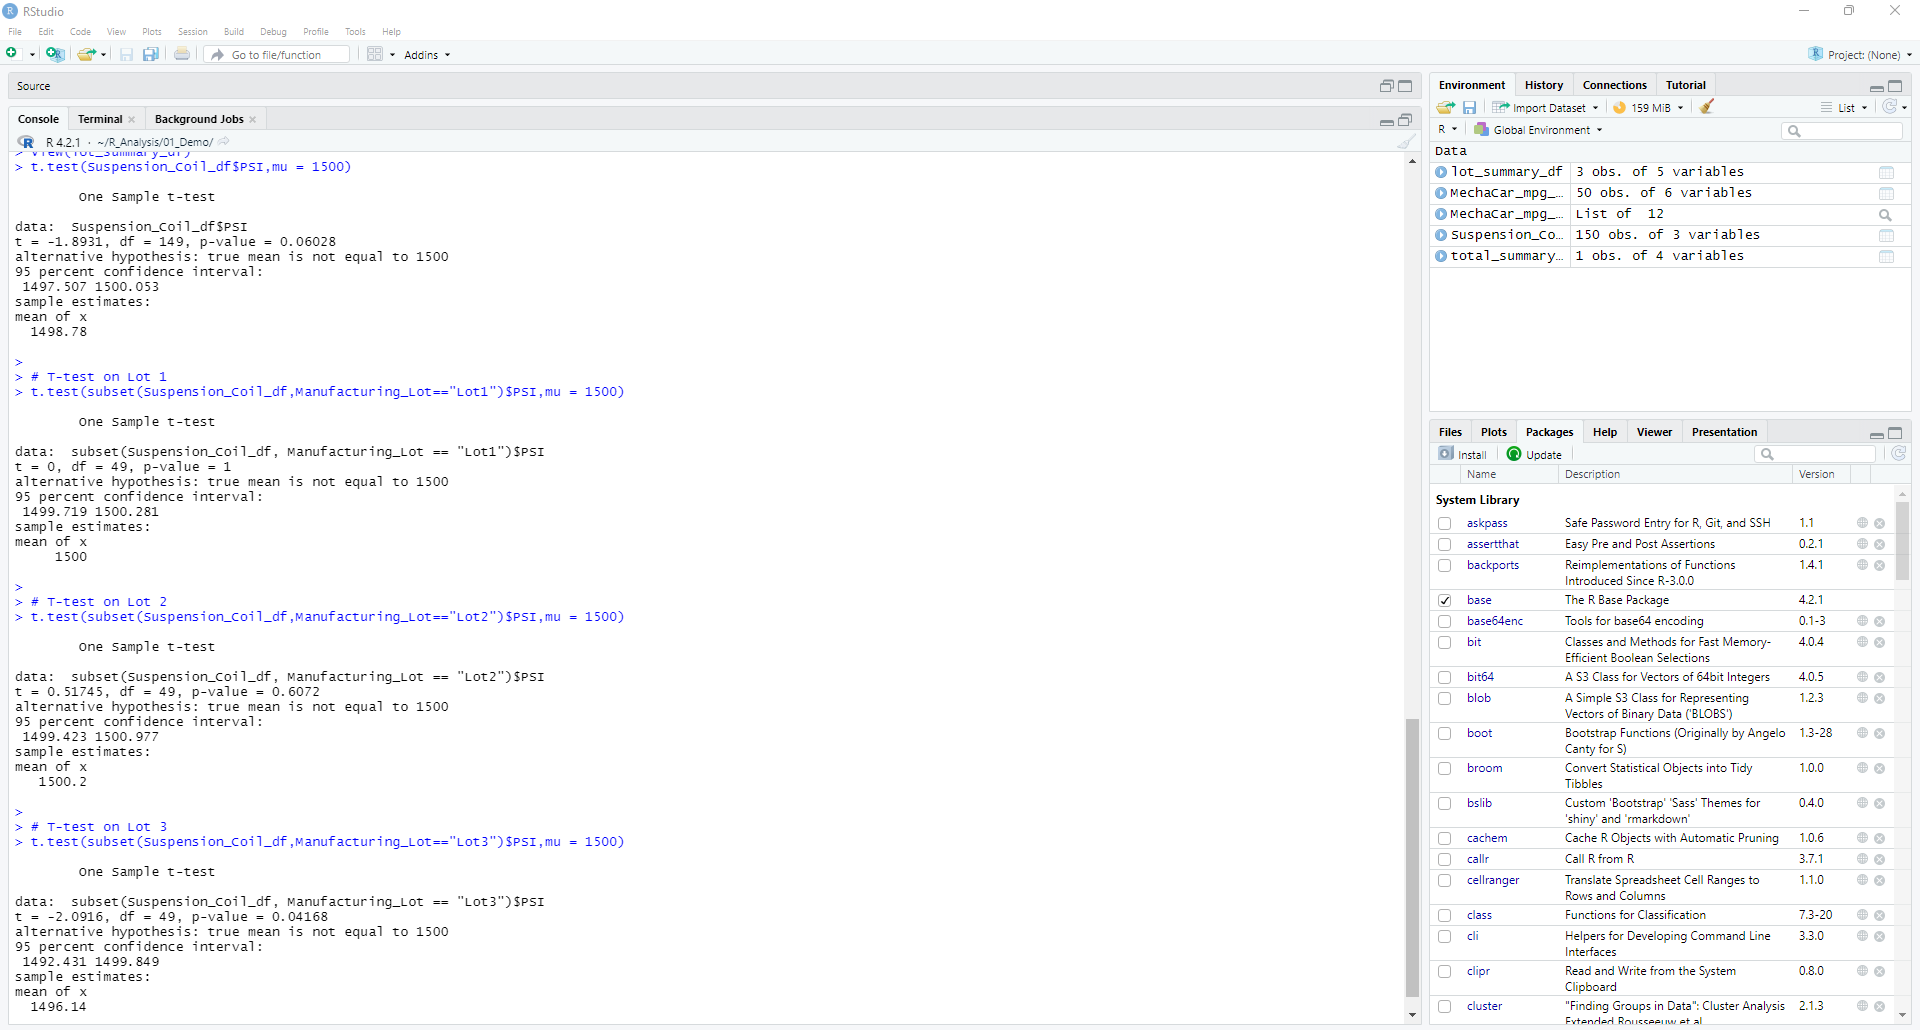 RStudio
File Edit Code View Plots Session Build Debug Profile Tools Help
Go to file/function Addins Project: (None)
Source
Console Terminal Background Jobs
R 4.2.1 · ~/R_Analysis/01_Demo/
> View(lot_summary_df)
> t.test(Suspension_Coil_df$PSI,mu = 1500)
One Sample t-test
data: Suspension_Coil_df$PSI
t = -1.8931, df = 149, p-value = 0.06028
alternative hypothesis: true mean is not equal to 1500
95 percent confidence interval:
1497.507 1500.053
sample estimates:
mean of x
1498.78
>
> # T-test on Lot 1
> t.test(subset(Suspension_Coil_df,Manufacturing_Lot=="Lot1")$PSI,mu = 1500)
One Sample t-test
data: subset(Suspension_Coil_df, Manufacturing_Lot == "Lot1")$PSI
t = 0, df = 49, p-value = 1
alternative hypothesis: true mean is not equal to 1500
95 percent confidence interval:
1499.719 1500.281
sample estimates:
mean of x
1500
>
> # T-test on Lot 2
> t.test(subset(Suspension_Coil_df,Manufacturing_Lot=="Lot2")$PSI,mu = 1500)
One Sample t-test
data: subset(Suspension_Coil_df, Manufacturing_Lot == "Lot2")$PSI
t = 0.51745, df = 49, p-value = 0.6072
alternative hypothesis: true mean is not equal to 1500
95 percent confidence interval:
1499.423 1500.977
sample estimates:
mean of x
1500.2
>
> # T-test on Lot 3
> t.test(subset(Suspension_Coil_df,Manufacturing_Lot=="Lot3")$PSI,mu = 1500)
One Sample t-test
data: subset(Suspension_Coil_df, Manufacturing_Lot == "Lot3")$PSI
t = -2.0916, df = 49, p-value = 0.04168
alternative hypothesis: true mean is not equal to 1500
95 percent confidence interval:
1492.431 1499.849
sample estimates:
mean of x
1496.14
Environment History Connections Tutorial
Import Dataset 159 MiB List
R Global Environment
Data
lot_summary_df 3 obs. of 5 variables
MechaCar_mpg_… 50 obs. of 6 variables
MechaCar_mpg_… List of 12
Suspension_Co… 150 obs. of 3 variables
total_summary… 1 obs. of 4 variables
Files Plots Packages Help Viewer Presentation
Install Update
Name Description Version
System Library
askpass Safe Password Entry for R, Git, and SSH 1.1
assertthat Easy Pre and Post Assertions 0.2.1
backports Reimplementations of Functions 1.4.1
Introduced Since R-3.0.0
base The R Base Package 4.2.1
base64enc Tools for base64 encoding 0.1-3
bit Classes and Methods for Fast Memory- 4.0.4
Efficient Boolean Selections
bit64 A S3 Class for Vectors of 64bit Integers 4.0.5
blob A Simple S3 Class for Representing 1.2.3
Vectors of Binary Data ('BLOBS')
boot Bootstrap Functions (Originally by Angelo 1.3-28
Canty for S)
broom Convert Statistical Objects into Tidy 1.0.0
Tibbles
bslib Custom 'Bootstrap' 'Sass' Themes for 0.4.0
'shiny' and 'rmarkdown'
cachem Cache R Objects with Automatic Pruning 1.0.6
callr Call R from R 3.7.1
cellranger Translate Spreadsheet Cell Ranges to 1.1.0
Rows and Columns
class Functions for Classification 7.3-20
cli Helpers for Developing Command Line 3.3.0
Interfaces
clipr Read and Write from the System 0.8.0
Clipboard
cluster "Finding Groups in Data": Cluster Analysis 2.1.3
Extended Rousseeuw et al.